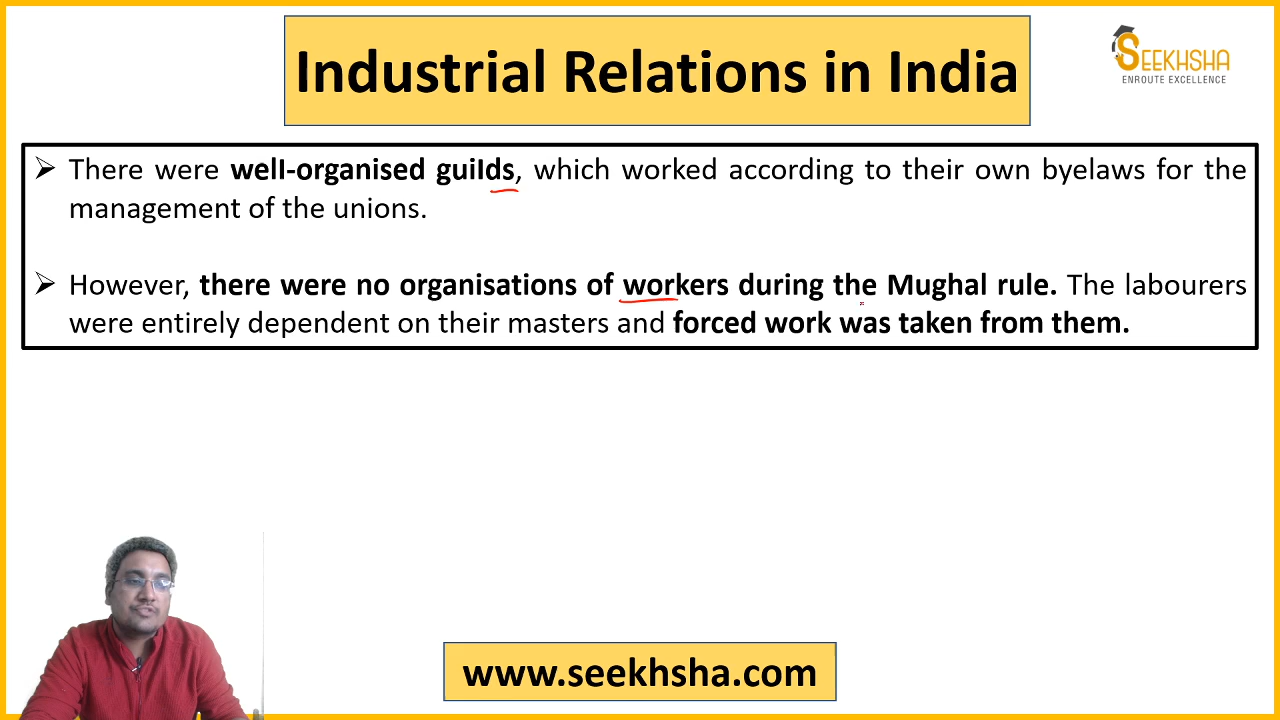 Industrial Relations in India
SEEKHSHA
ENROUTE EXCELLENCE
➢ There were well-organised guilds, which worked according to their own byelaws for the
management of the unions.
➢ However, there were no organisations of workers during the Mughal rule. The labourers
were entirely dependent on their masters and forced work was taken from them.
www.seekhsha.com